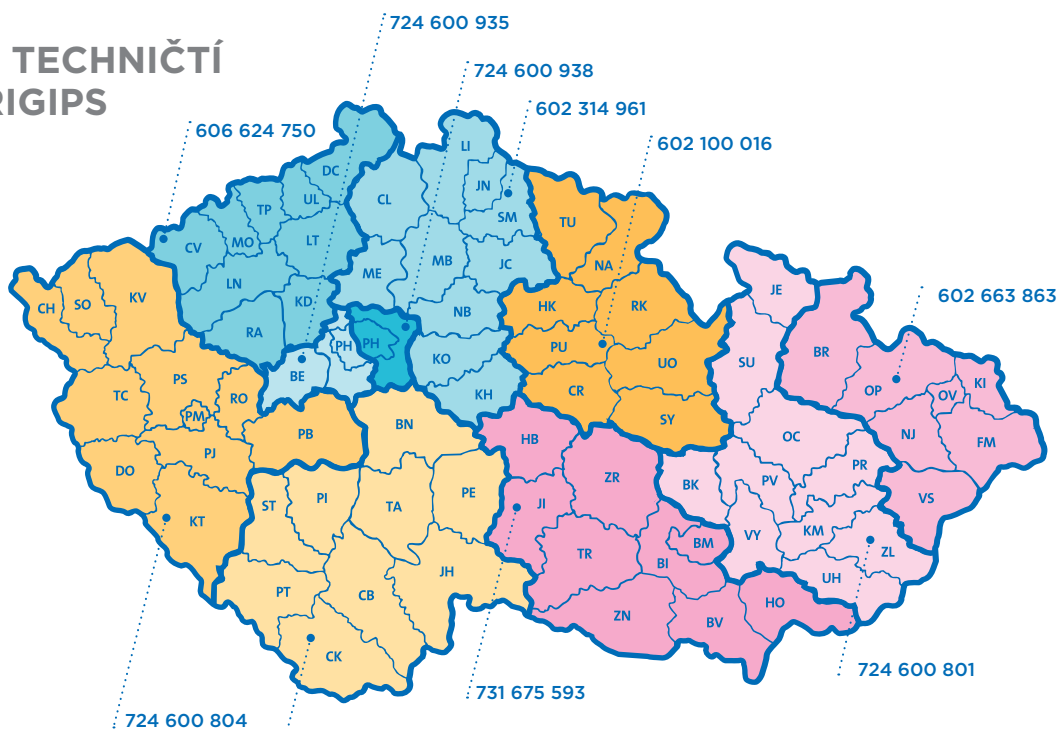 TECHNIČTÍ
RIGIPS
724 600 935
724 600 938
602 314 961
606 624 750
602 100 016
602 663 863
LI
DC
JN
CL
UL
TP
SM
TU
CV
MO
LT
ME
MB
JC
NA
LN
JE
KV
SO
CH
KD
NB
HK
RK
RA
PH
PH
PU
BR
KO
UO
SU
BE
PS
OP
KI
TC
RO
KH
CR
OV
PM
SY
BN
PB
HB
OC
NJ
FM
PJ
DO
PR
ZR
PV
BK
PE
VS
PI
ST
TA
JI
KT
KM
VY
BM
ZL
TR
BI
JH
UH
PT
CB
HO
ZN
BV
CK
724 600 801
731 675 593
724 600 804